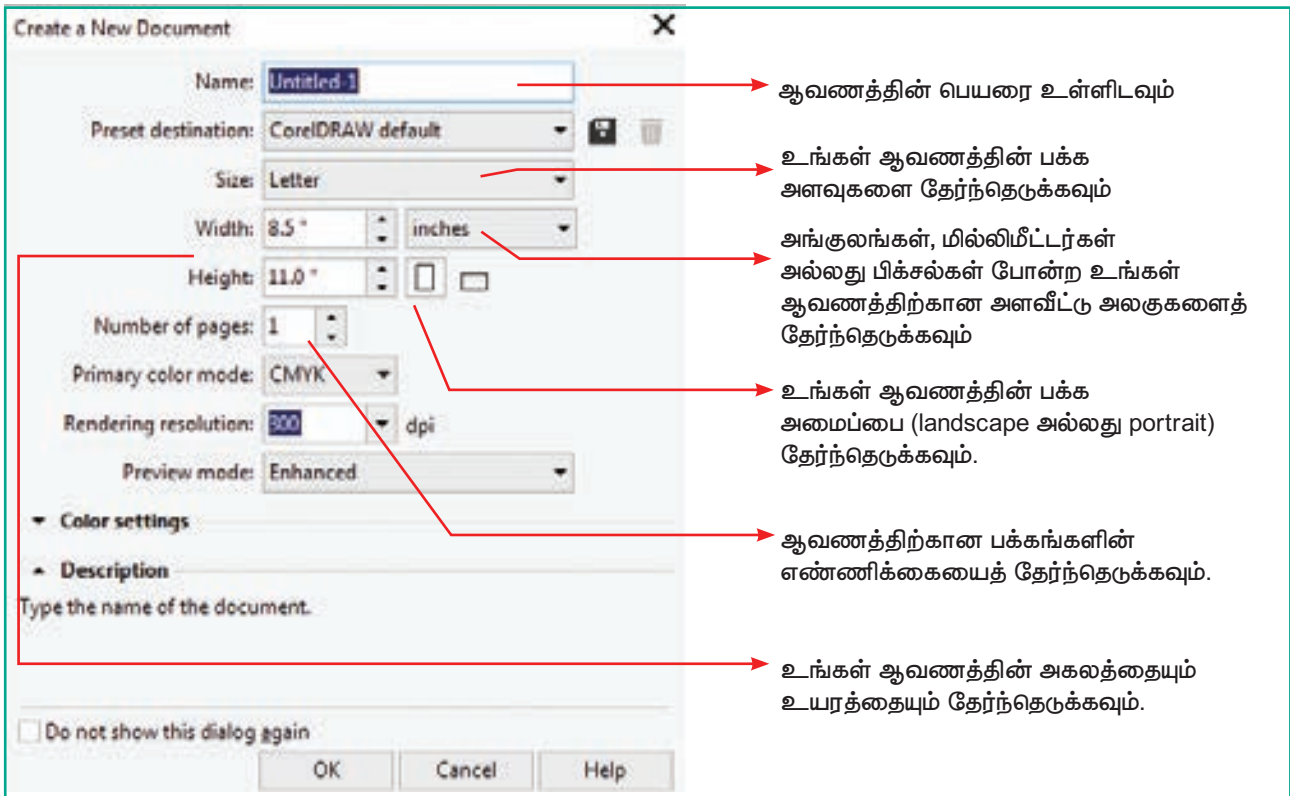 Create a New Document
Name: Untitled-1
Preset destination: CorelDRAW default
Size: Letter
Width: 8.5 " inches
Height: 11.0 "
Number of pages: 1
Primary color mode: CMYK
Rendering resolution: 300 dpi
Preview mode: Enhanced
Color settings
Description
Type the name of the document.
Do not show this dialog again
OK Cancel Help
ஆவணத்தின் பெயரை உள்ளிடவும்
உங்கள் ஆவணத்தின் பக்க
அளவுகளை தேர்ந்தெடுக்கவும்
அங்குலங்கள், மில்லிமீட்டர்கள்
அல்லது பிக்சல்கள் போன்ற உங்கள்
ஆவணத்திற்கான அளவீட்டு அலகுகளைத்
தேர்ந்தெடுக்கவும்
உங்கள் ஆவணத்தின் பக்க
அமைப்பை (landscape அல்லது portrait)
தேர்ந்தெடுக்கவும்.
ஆவணத்திற்கான பக்கங்களின்
எண்ணிக்கையைத் தேர்ந்தெடுக்கவும்.
உங்கள் ஆவணத்தின் அகலத்தையும்
உயரத்தையும் தேர்ந்தெடுக்கவும்.